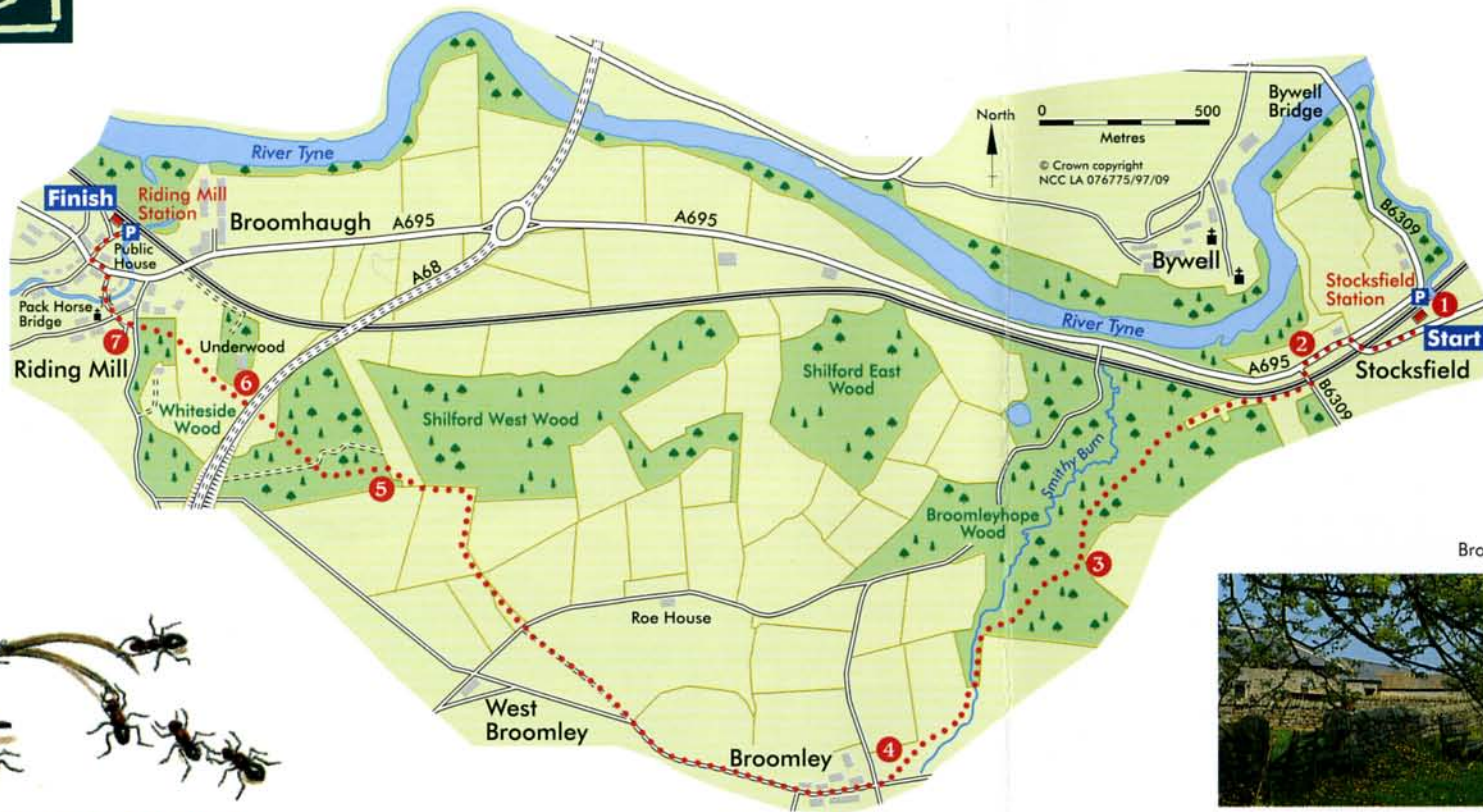 Finish
Riding Mill
Station
P
Public
House
Pack Horse
Bridge
7
Riding Mill
Broomhaugh
River Tyne
A695
A68
A695
Underwood
6
Whiteside
Wood
5
Shilford West Wood
Shilford East
Wood
North
0 500
Metres
© Crown copyright
NCC LA 076775/97/09
Bywell
Bridge
Bywell
B6309
Stocksfield
Station
P
1
Start
2
A695
Stocksfield
B6309
River Tyne
Smithy Burn
Broomleyhope
Wood
3
Roe House
West
Broomley
Broomley
4
Bro